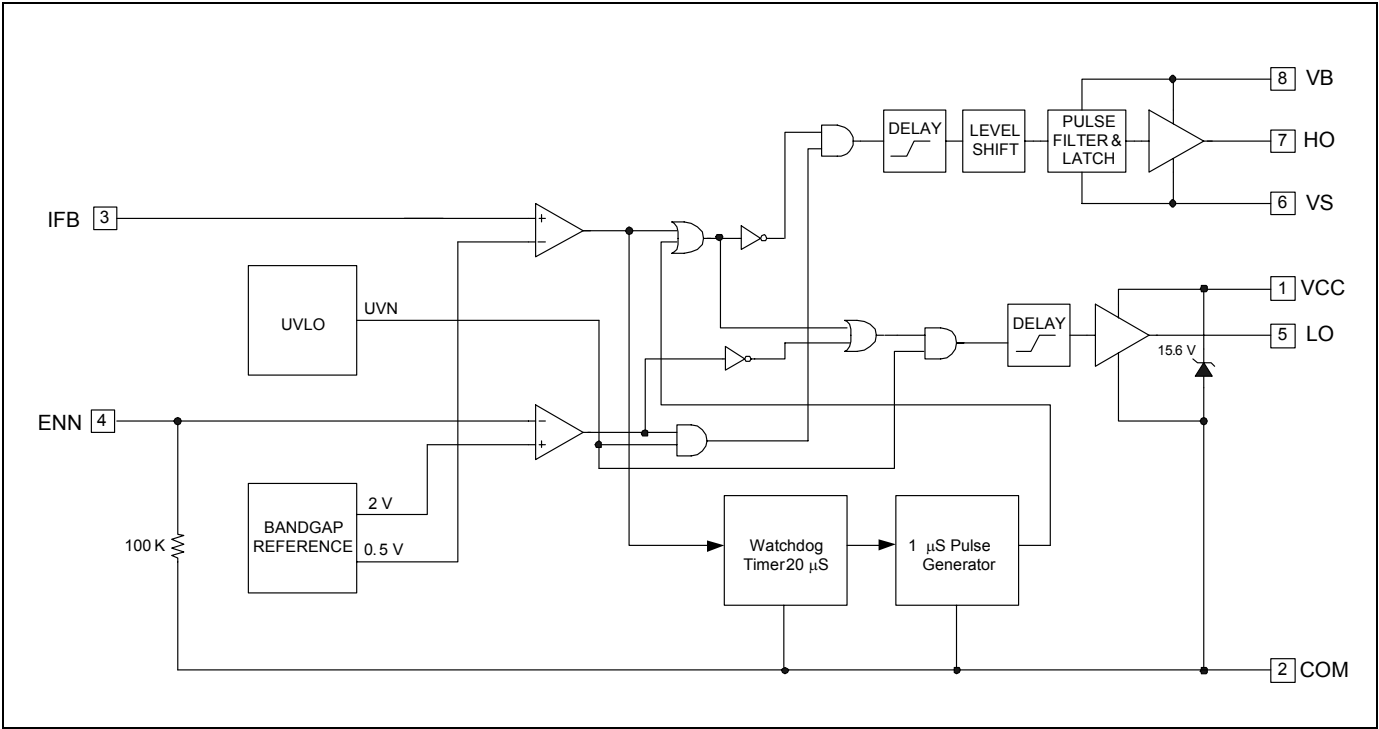 8 VB
DELAY
LEVEL
SHIFT
PULSE
FILTER &
LATCH
7 HO
6 VS
IFB 3
+
−
UVLO
UVN
1 VCC
DELAY
5 LO
15.6 V
ENN 4
−
+
BANDGAP
REFERENCE
2 V
0.5 V
100 K
Watchdog
Timer20 µS
1 µS Pulse
Generator
2 COM